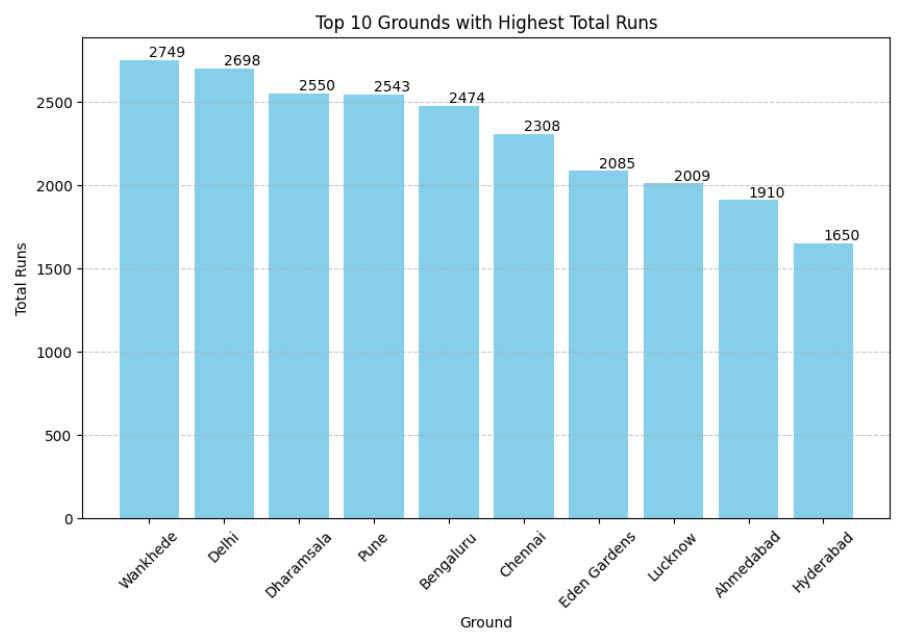 Top 10 Grounds with Highest Total Runs
2749
2698
2550
2543
2474
2308
2085
2009
1910
1650
2500
2000
1500
1000
500
0
Total Runs
Wankhede
Delhi
Dharamsala
Pune
Bengaluru
Chennai
Eden Gardens
Lucknow
Ahmedabad
Hyderabad
Ground